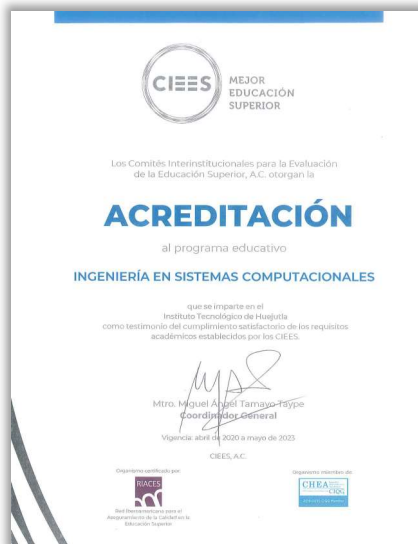 CIEES
MEJOR
EDUCACIÓN
SUPERIOR
Los Comités Interinstitucionales para la Evaluación
de la Educación Superior, A.C. otorgan la
ACREDITACIÓN
al programa educativo
INGENIERÍA EN SISTEMAS COMPUTACIONALES
que se imparte en el
Instituto Tecnológico de Huejutla
como testimonio del cumplimiento satisfactorio de los requisitos
académicos establecidos por los CIEES.
Mtro. Miguel Ángel Tamayo Taype
Coordinador General
Vigencia: abril de 2020 a mayo de 2023
CIEES, A.C.
Organismo certificado por
RIACES
Red Iberoamericana para el
Aseguramiento de la Calidad en la
Educación Superior
Organismo miembro de
CHEA
CIQG